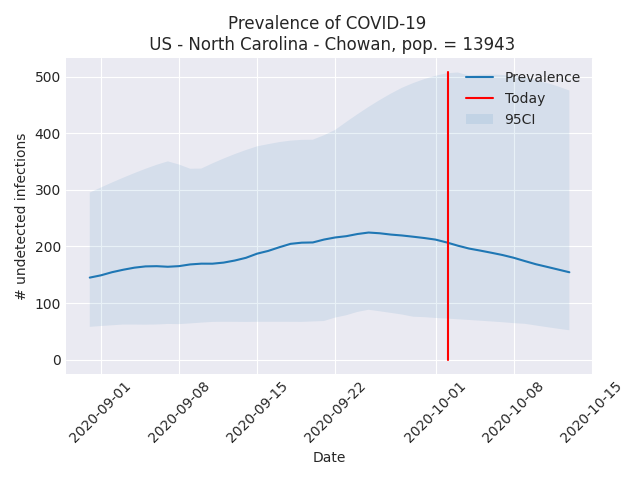 Prevalence of COVID-19
US - North Carolina - Chowan, pop. = 13943
500
400
300
200
100
0
# undetected infections
Prevalence
Today
95CI
2020-09-01
2020-09-08
2020-09-15
2020-09-22
2020-10-01
2020-10-08
2020-10-15
Date